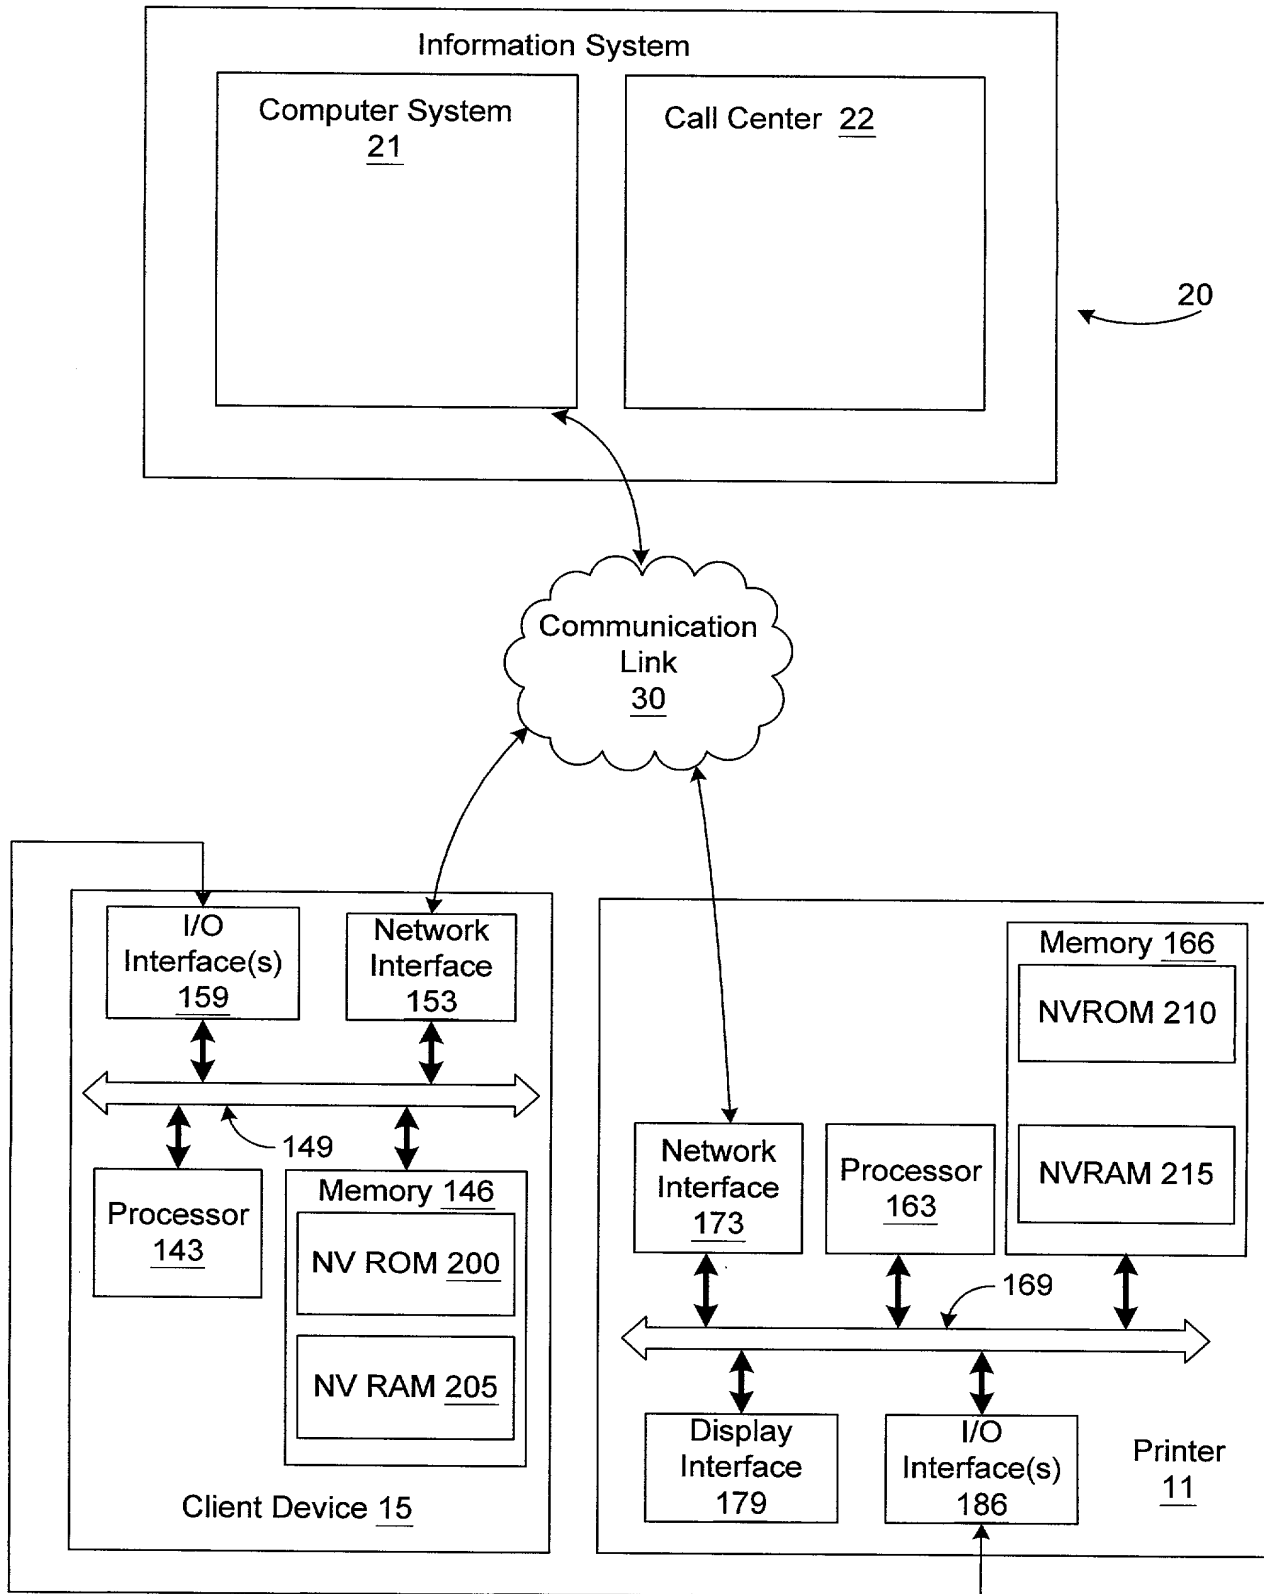 Information System
Computer System
21
Call Center 22
20
Communication
Link
30
I/O
Interface(s)
159
Network
Interface
153
149
Processor
143
Memory 146
NV ROM 200
NV RAM 205
Client Device 15
Memory 166
NVROM 210
NVRAM 215
Network
Interface
173
Processor
163
169
Display
Interface
179
I/O
Interface(s)
186
Printer
11